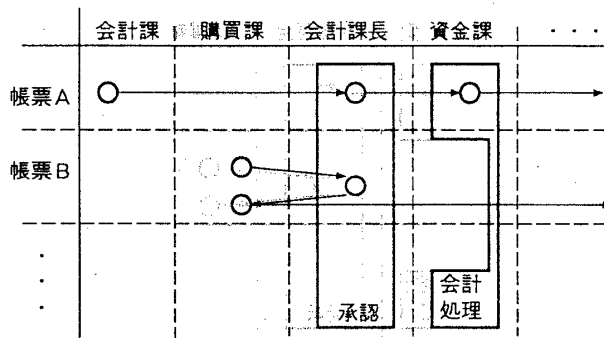 会計課 購買課 会計課長 資金課 ・・・・
帳票A
帳票B
・
・
・
承認
会計
処理